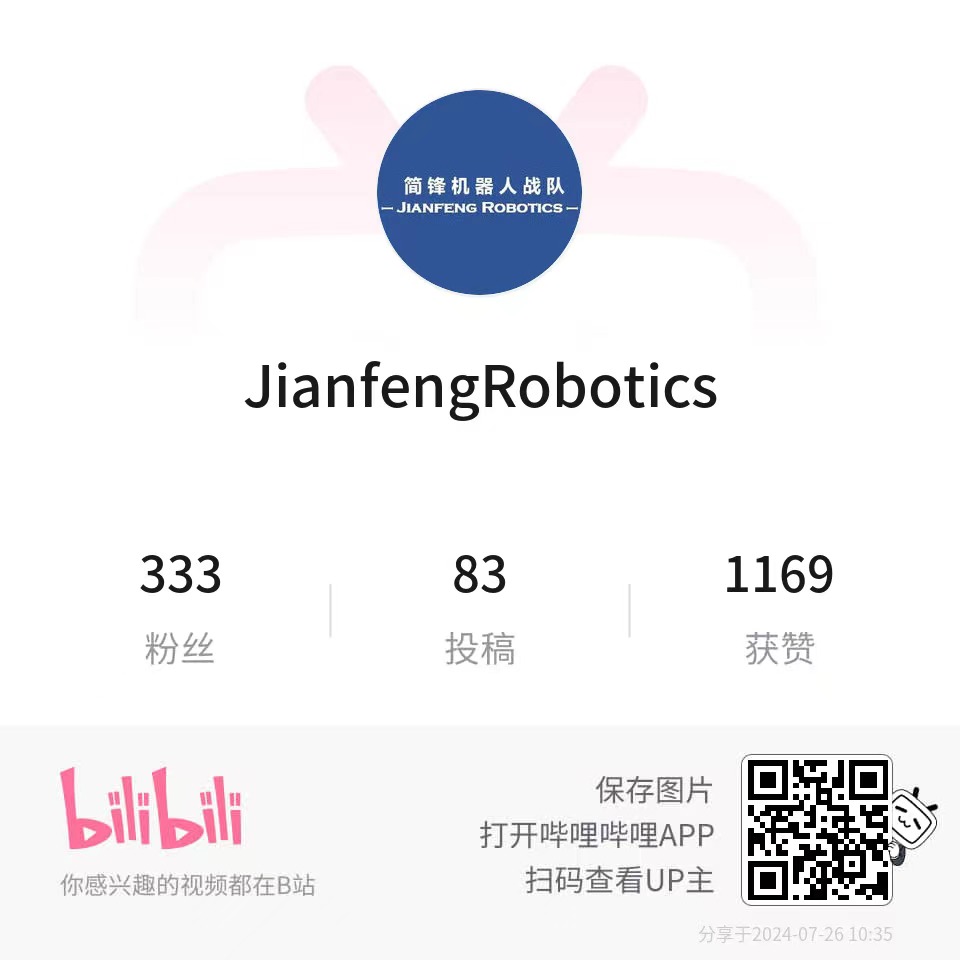 简锋机器人战队
JIANFENG ROBOTICS
JianfengRobotics
333
83
1169
粉丝
投稿
获赞
bilibili
你感兴趣的视频都在B站
保存图片
打开哔哩哔哩APP
扫码查看UP主
分享于2024-07-26 10:35